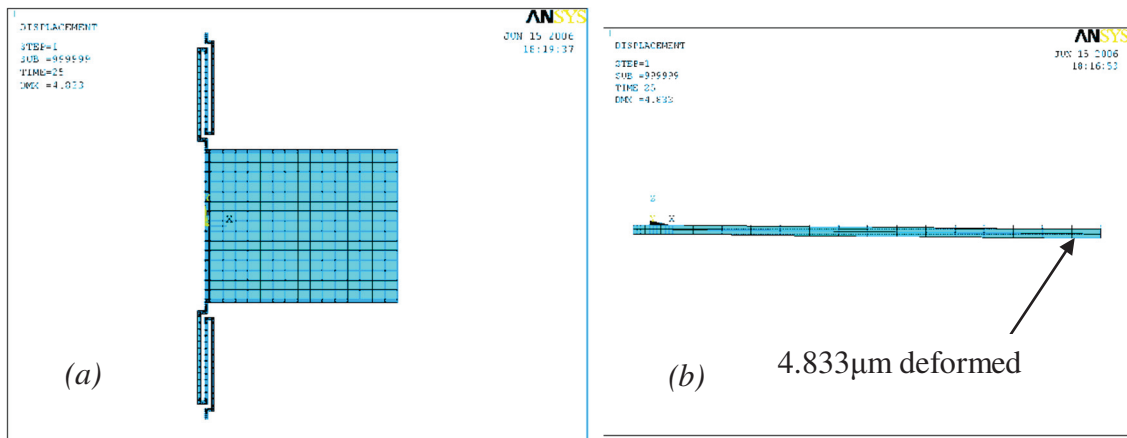 ANSYS
DISPLACEMENT
JUN 15 2006
STEP=1
18:19:37
SUB =999999
TIME=25
DMX =4.833
X
(a)
ANSYS
DISPLACEMENT
JUN 15 2006
STEP=1
18:16:53
SUB =999999
TIME 25
DMX =4.833
Z
X
4.833μm deformed
(b)